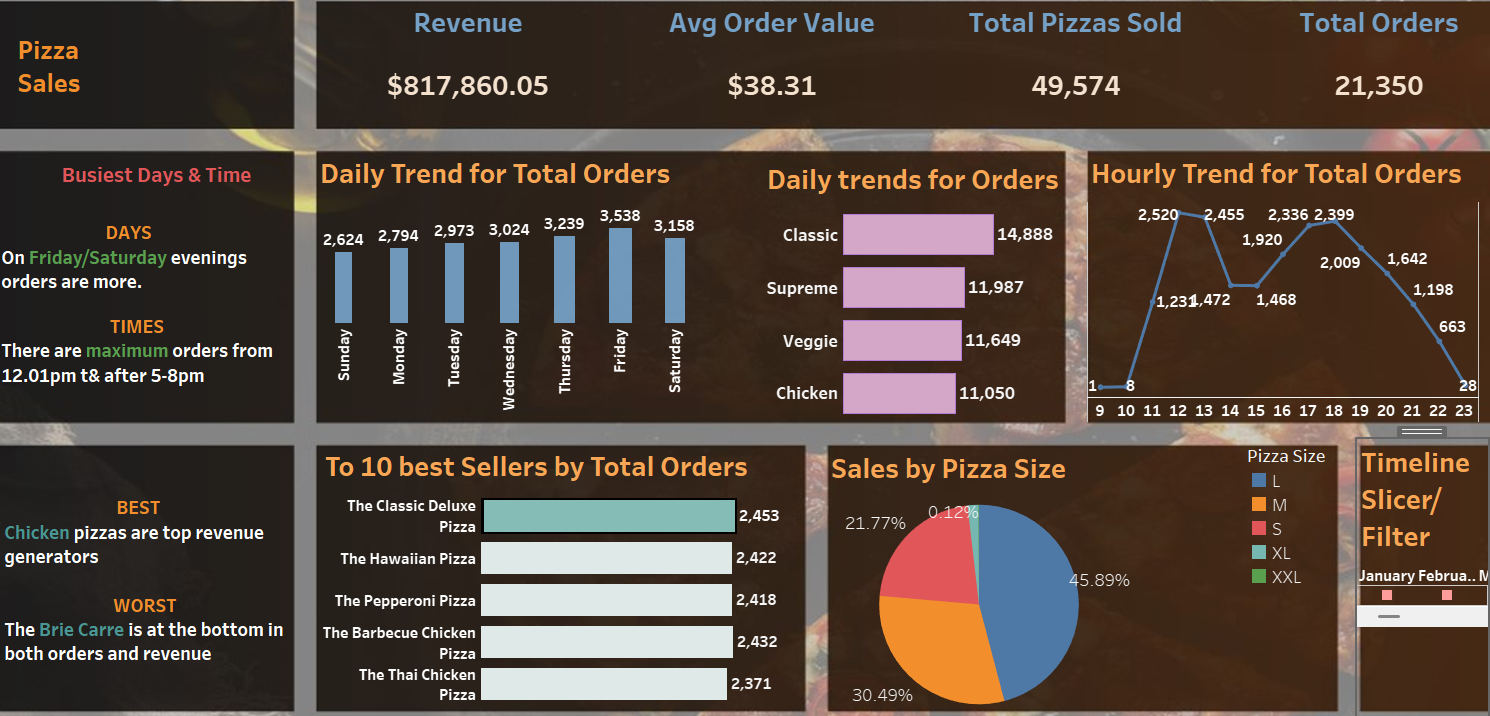 Pizza
Sales
Revenue
Avg Order Value
Total Pizzas Sold
Total Orders
$817,860.05
$38.31
49,574
21,350
Busiest Days & Time
DAYS
On Friday/Saturday evenings
orders are more.
TIMES
There are maximum orders from
12.01pm t& after 5-8pm
Daily Trend for Total Orders
2,624
2,794
2,973
3,024
3,239
3,538
3,158
Sunday
Monday
Tuesday
Wednesday
Thursday
Friday
Saturday
Daily trends for Orders
Classic 14,888
Supreme 11,987
Veggie 11,649
Chicken 11,050
Hourly Trend for Total Orders
1
8
1,231
2,520
2,455
1,472
1,468
1,920
2,336
2,399
2,009
1,642
1,198
663
28
9 10 11 12 13 14 15 16 17 18 19 20 21 22 23
BEST
Chicken pizzas are top revenue
generators
WORST
The Brie Carre is at the bottom in
both orders and revenue
To 10 best Sellers by Total Orders
The Classic Deluxe
Pizza
2,453
The Hawaiian Pizza 2,422
The Pepperoni Pizza 2,418
The Barbecue Chicken
Pizza
2,432
The Thai Chicken
Pizza
2,371
Sales by Pizza Size
0.12%
21.77%
45.89%
30.49%
Pizza Size
L
M
S
XL
XXL
Timeline
Slicer/
Filter
January Februa.. M